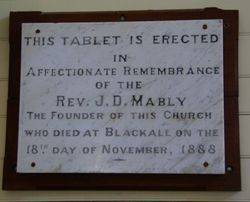 THIS TABLET IS ERECTED
IN
AFFECTIONATE REMEMBRANCE
OF THE
REV. J. D. MABLY
THE FOUNDER OF THIS CHURCH
WHO DIED AT BLACKALL ON THE
18TH DAY OF NOVEMBER, 1888